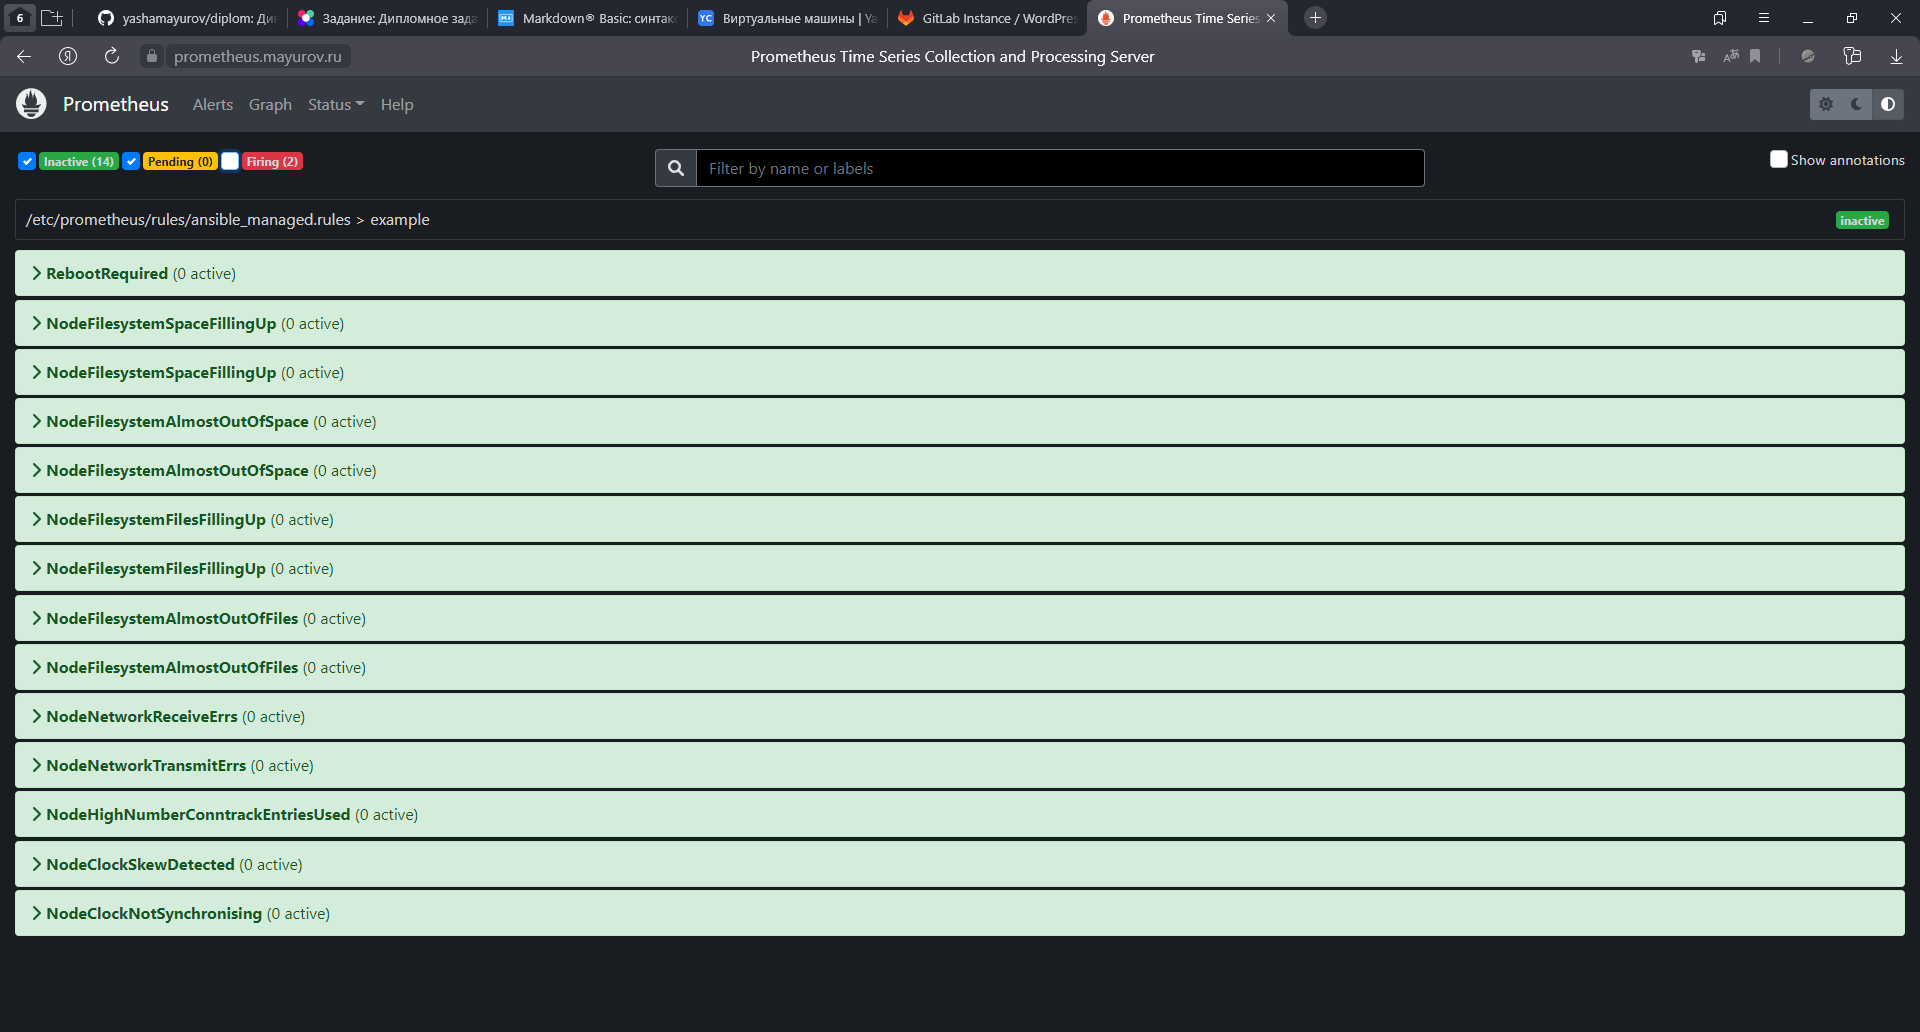 6 yashamayurov/diplom: Ди Задание: Дипломное зада Markdown® Basic: синтакс Виртуальные машины | Ya GitLab Instance / WordPres Prometheus Time Series
prometheus.mayurov.ru Prometheus Time Series Collection and Processing Server
Prometheus Alerts Graph Status Help
Inactive (14) Pending (0) Firing (2) Filter by name or labels Show annotations
/etc/prometheus/rules/ansible_managed.rules > example inactive
RebootRequired (0 active)
NodeFilesystemSpaceFillingUp (0 active)
NodeFilesystemSpaceFillingUp (0 active)
NodeFilesystemAlmostOutOfSpace (0 active)
NodeFilesystemAlmostOutOfSpace (0 active)
NodeFilesystemFilesFillingUp (0 active)
NodeFilesystemFilesFillingUp (0 active)
NodeFilesystemAlmostOutOfFiles (0 active)
NodeFilesystemAlmostOutOfFiles (0 active)
NodeNetworkReceiveErrs (0 active)
NodeNetworkTransmitErrs (0 active)
NodeHighNumberConntrackEntriesUsed (0 active)
NodeClockSkewDetected (0 active)
NodeClockNotSynchronising (0 active)